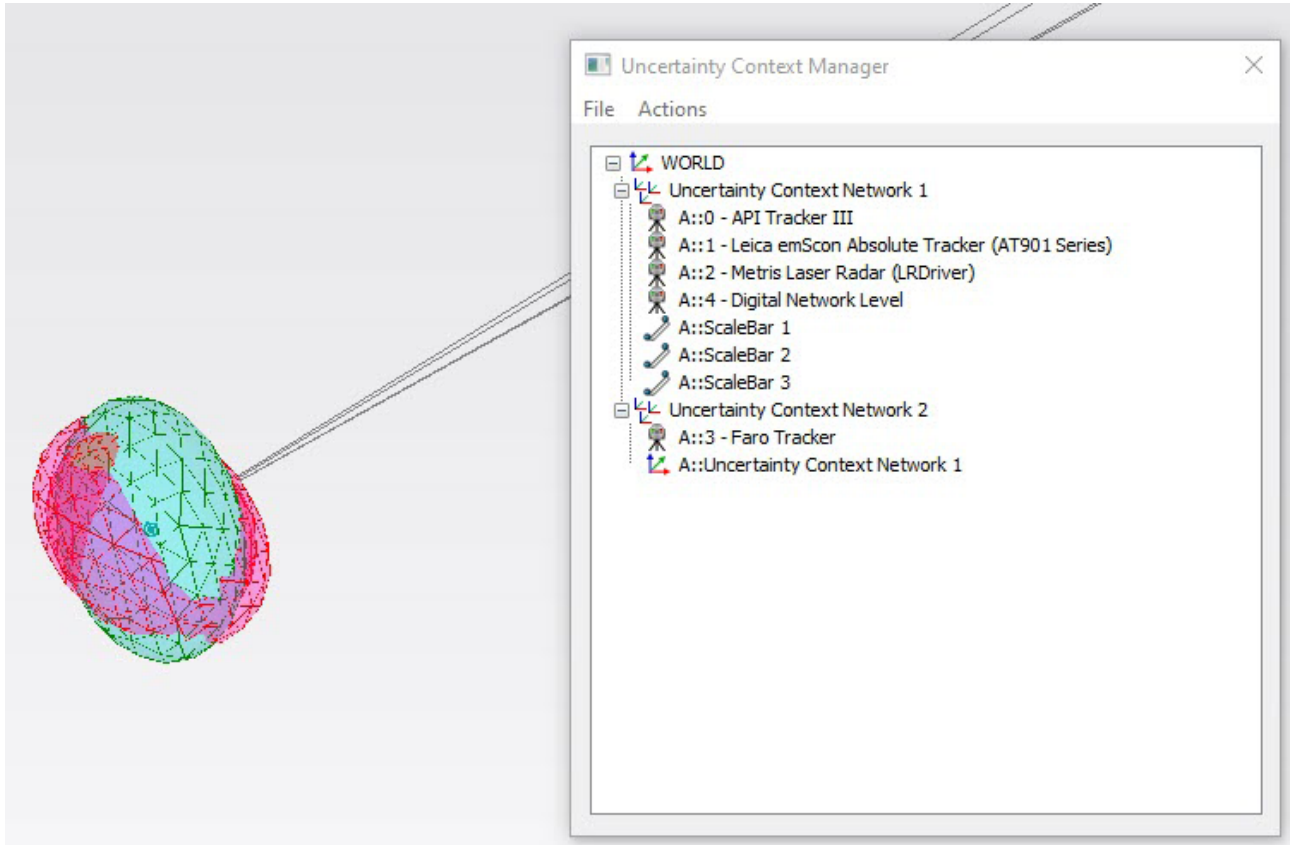 Uncertainty Context Manager
File Actions
WORLD
Uncertainty Context Network 1
A::0 - API Tracker III
A::1 - Leica emScon Absolute Tracker (AT901 Series)
A::2 - Metris Laser Radar (LRDriver)
A::4 - Digital Network Level
A::ScaleBar 1
A::ScaleBar 2
A::ScaleBar 3
Uncertainty Context Network 2
A::3 - Faro Tracker
A::Uncertainty Context Network 1